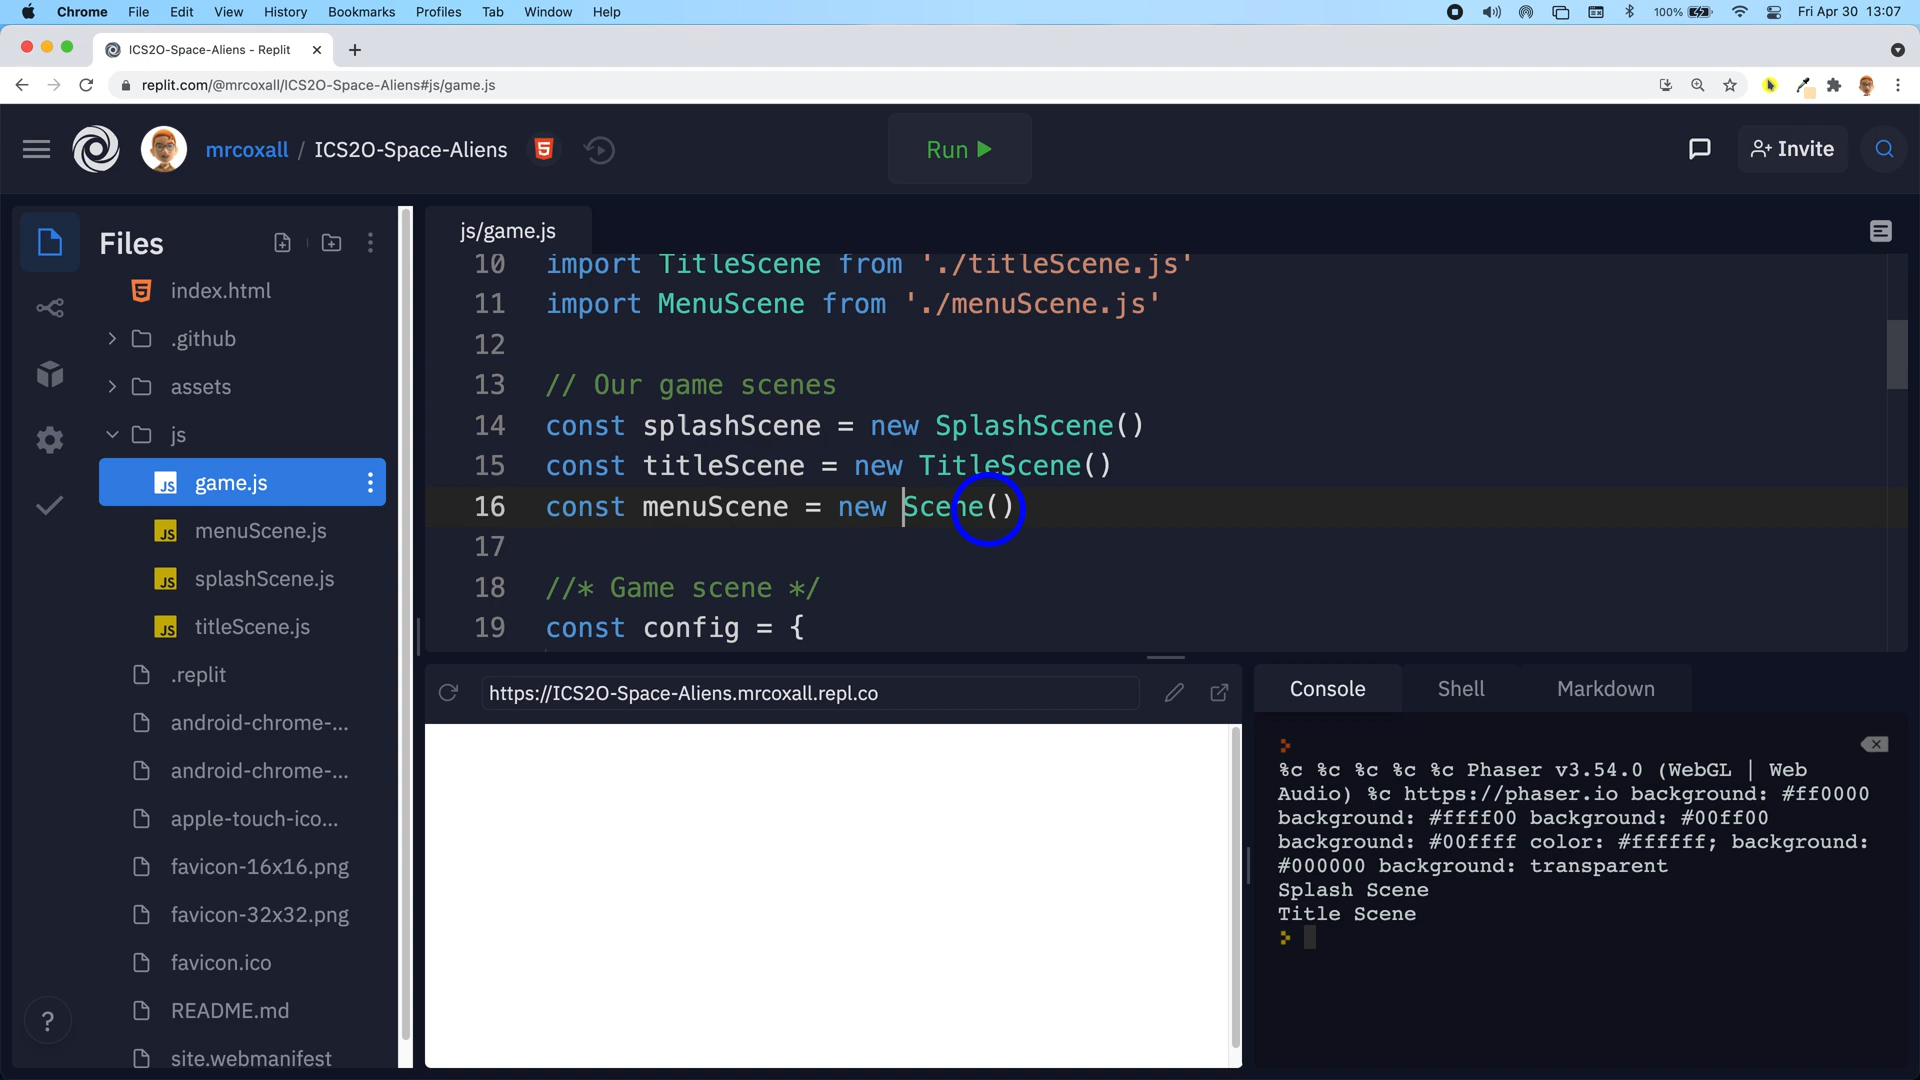 Chrome File Edit View History Bookmarks Profiles Tab Window Help 100% Fri Apr 30 13:07
ICS2O-Space-Aliens - Replit
replit.com/@mrcoxall/ICS2O-Space-Aliens#js/game.js
mrcoxall / ICS2O-Space-Aliens
Run
Invite
Files
index.html
.github
assets
js
game.js
menuScene.js
splashScene.js
titleScene.js
.replit
android-chrome-...
android-chrome-...
apple-touch-ico...
favicon-16x16.png
favicon-32x32.png
favicon.ico
README.md
site.webmanifest
?
js/game.js
10 import TitleScene from './titleScene.js'
11 import MenuScene from './menuScene.js'
12
13 // Our game scenes
14 const splashScene = new SplashScene()
15 const titleScene = new TitleScene()
16 const menuScene = new Scene()
17
18 //* Game scene */
19 const config = {
https://ICS2O-Space-Aliens.mrcoxall.repl.co
Console Shell Markdown
%c %c %c %c %c Phaser v3.54.0 (WebGL | Web
Audio) %c https://phaser.io background: #ff0000
background: #ffff00 background: #00ff00
background: #00ffff color: #ffffff; background:
#000000 background: transparent
Splash Scene
Title Scene